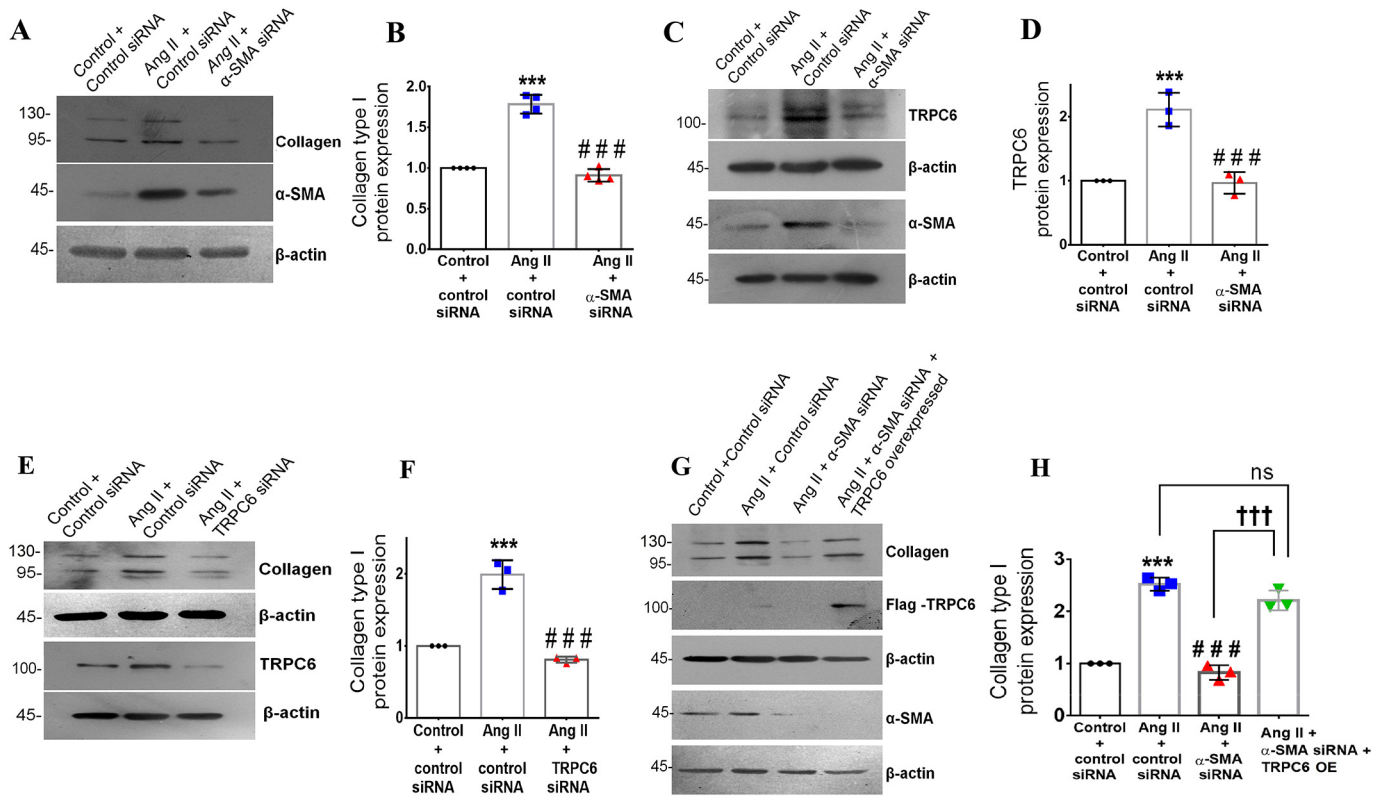 A
Control +
Control siRNA
Ang II +
Control siRNA
Ang II +
α-SMA siRNA
130-
95-
Collagen
45-
α-SMA
45-
β-actin
B
Collagen type I
protein expression
2.0
1.5
1.0
0.5
0.0
***
###
Control
+
control
siRNA
Ang II
+
control
siRNA
Ang II
+
α-SMA
siRNA
C
Control +
Control siRNA
Ang II +
Control siRNA
Ang II +
α-SMA siRNA
100-
TRPC6
45-
β-actin
45-
α-SMA
45-
β-actin
D
TRPC6
protein expression
2
1
0
***
###
Control
+
control
siRNA
Ang II
+
control
siRNA
Ang II
+
α-SMA
siRNA
E
Control +
Control siRNA
Ang II +
Control siRNA
Ang II +
TRPC6 siRNA
130-
95-
Collagen
45-
β-actin
100-
TRPC6
45-
β-actin
F
Collagen type I
protein expression
2
1
0
***
###
Control
+
control
siRNA
Ang II
+
control
siRNA
Ang II
+
TRPC6
siRNA
G
Control +Control siRNA
Ang II + Control siRNA
Ang II + α-SMA siRNA
Ang II + α-SMA siRNA +
TRPC6 overexpressed
130-
95-
Collagen
100-
Flag -TRPC6
45-
β-actin
45-
α-SMA
45-
β-actin
H
Collagen type I
protein expression
3
2
1
0
ns
†††
***
###
Control
+
control
siRNA
Ang II
+
control
siRNA
Ang II
+
α-SMA
siRNA
Ang II +
α-SMA siRNA +
TRPC6 OE